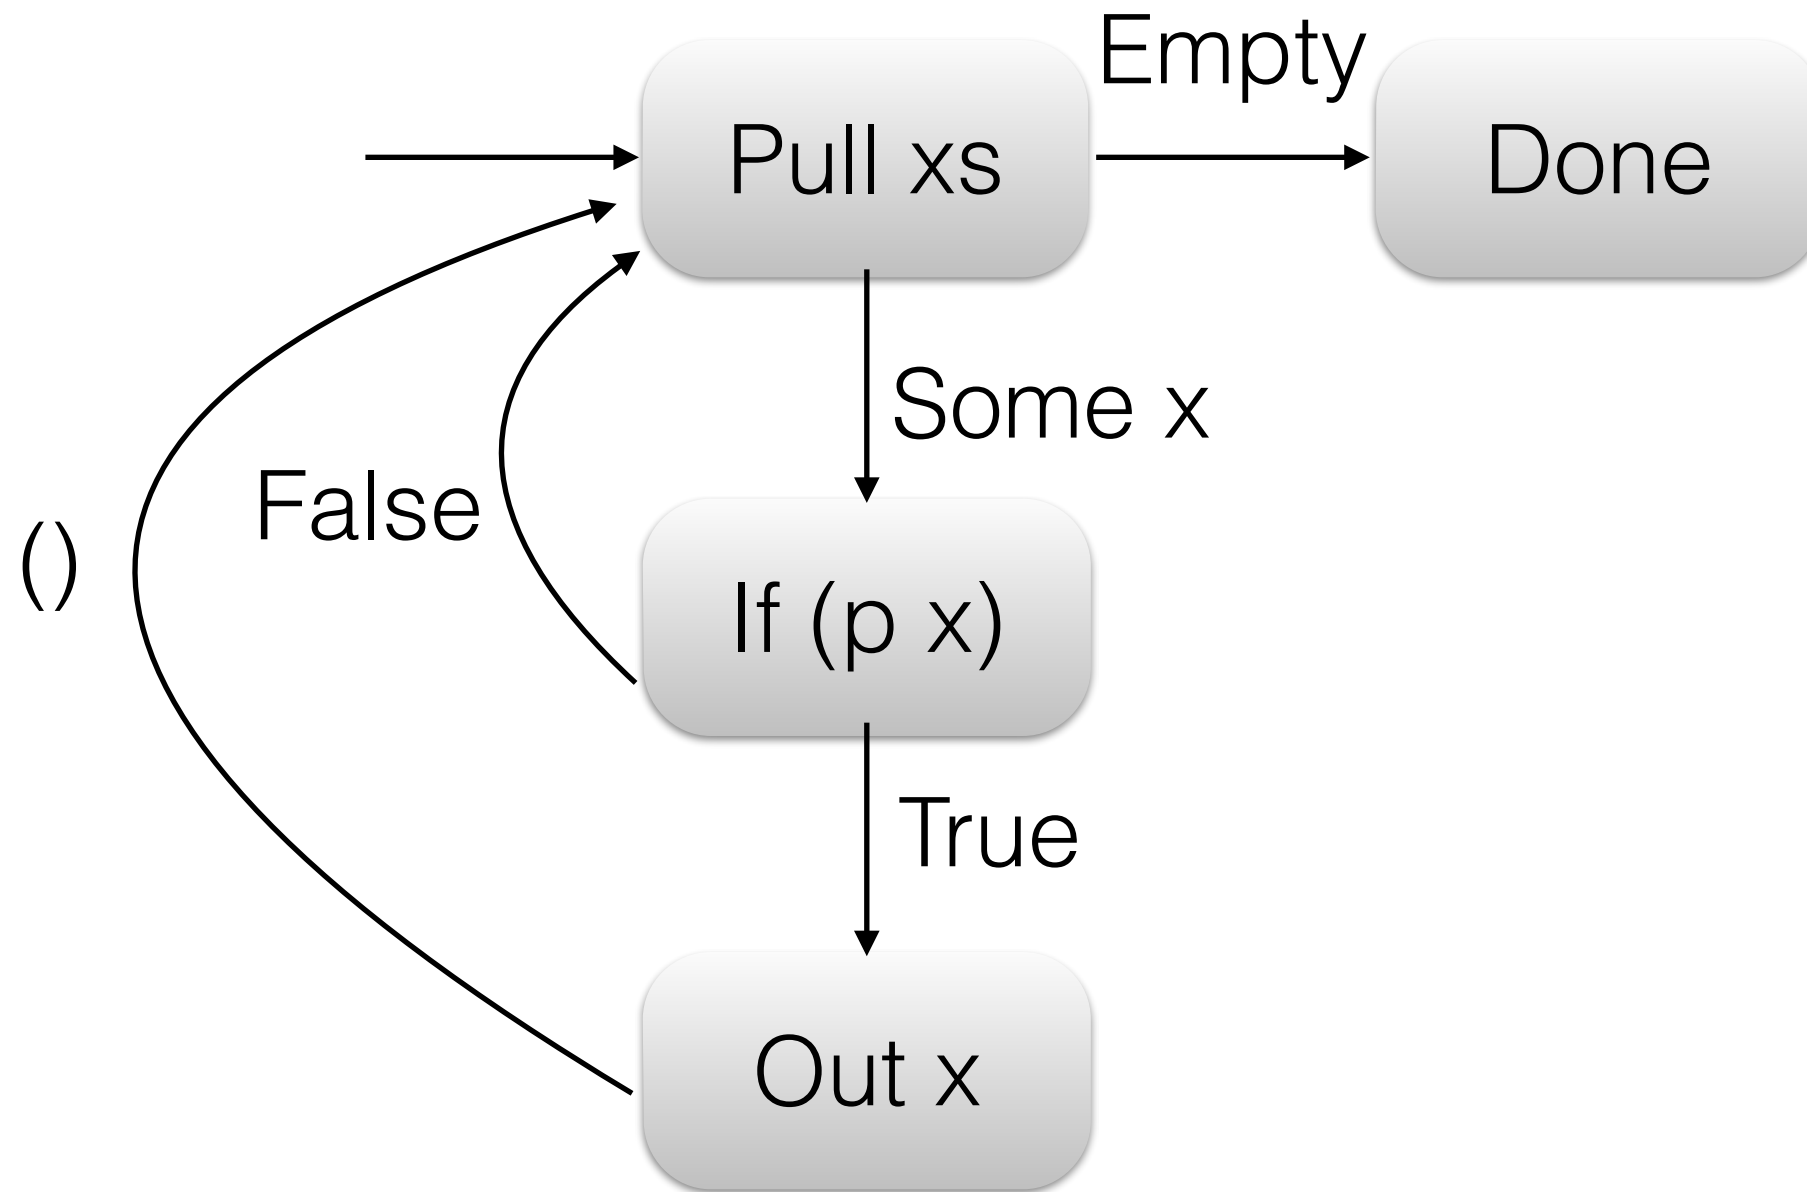 Empty
Pull xs
Done
Some x
False
()
If (p x)
True
Out x